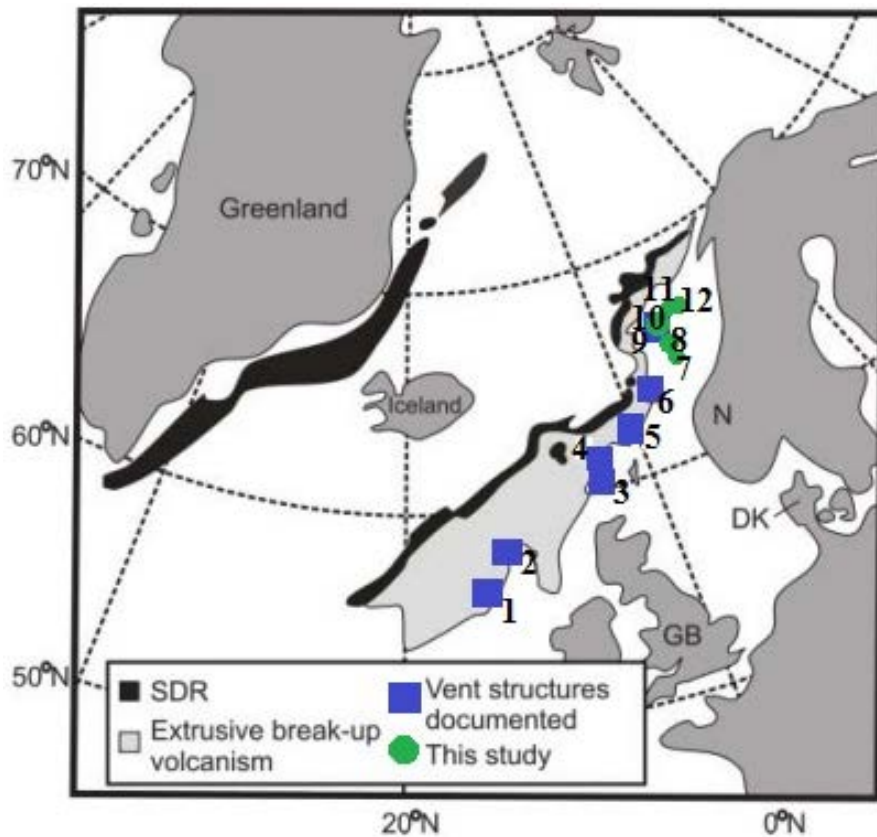 70°N
Greenland
11
12
10
9
8
7
Iceland
6
N
60°N
5
4
3
DK
2
1
GB
50°N
SDR
Extrusive break-up
volcanism
Vent structures
documented
This study
20°N
0°N